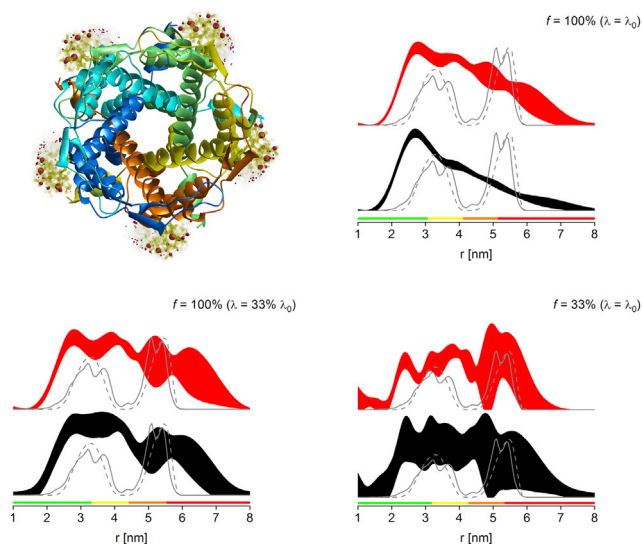 f = 100% (λ = λ₀)
1 2 3 4 5 6 7 8
r [nm]
f = 100% (λ = 33% λ₀)
f = 33% (λ = λ₀)
1 2 3 4 5 6 7 8
1 2 3 4 5 6 7 8
r [nm]
r [nm]